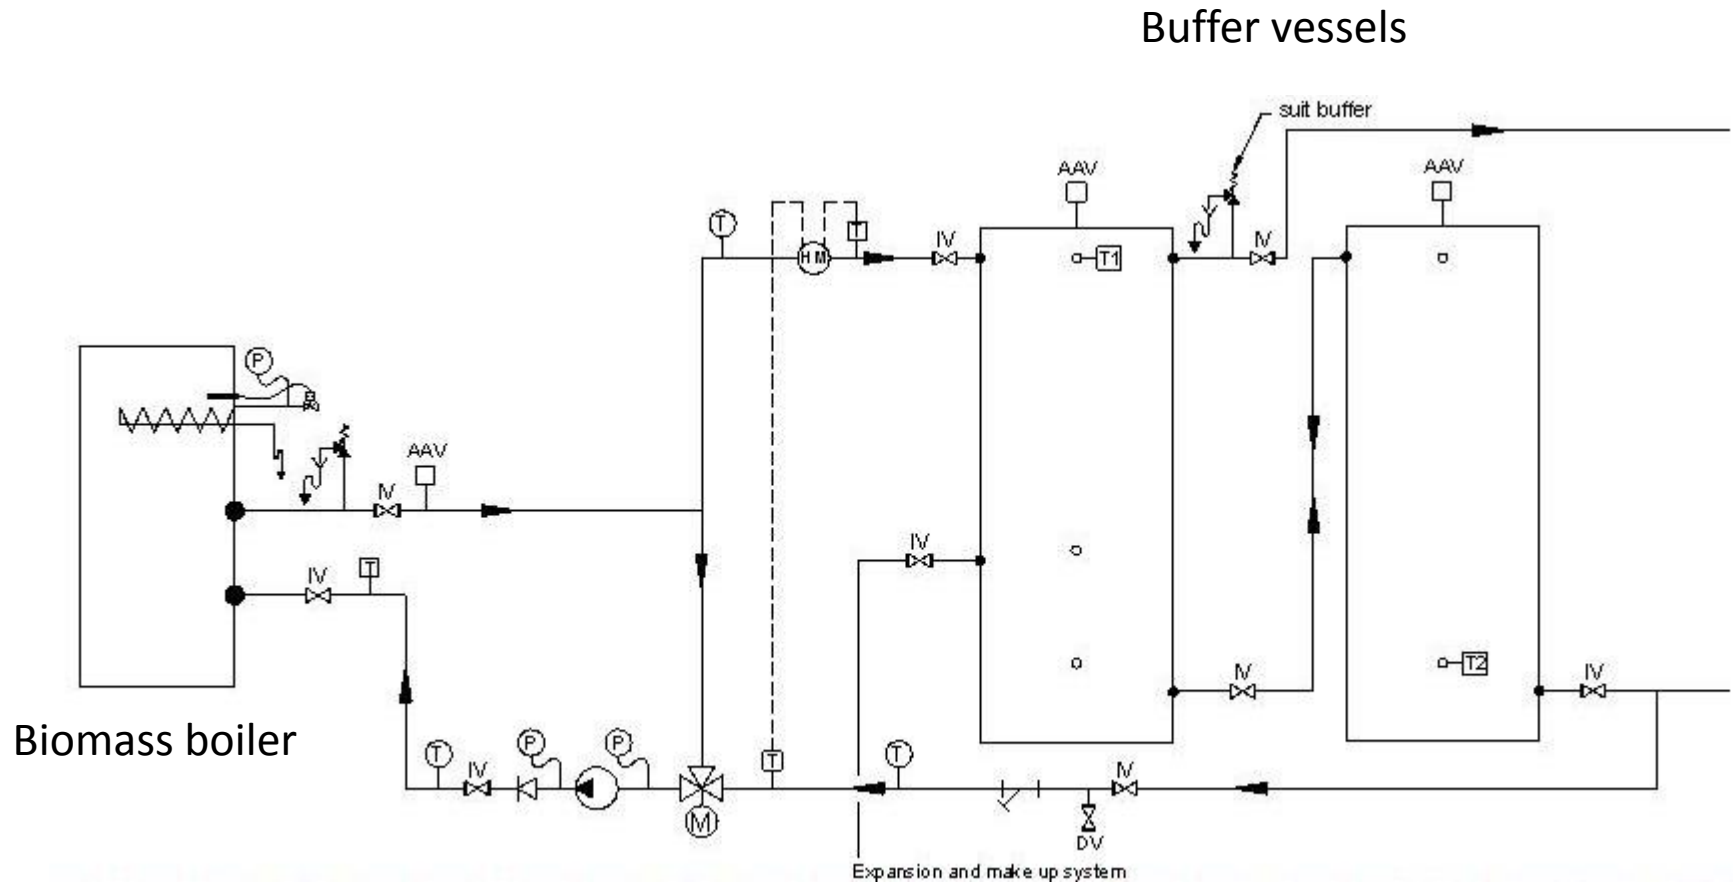 Buffer vessels
suit buffer
AAV
AAV
T
T
HM
IV
T1
IV
P
AAV
IV
IV
IV
T
T2
IV
IV
Biomass boiler
P
P
T
IV
T
T
IV
M
DV
Expansion and make up system